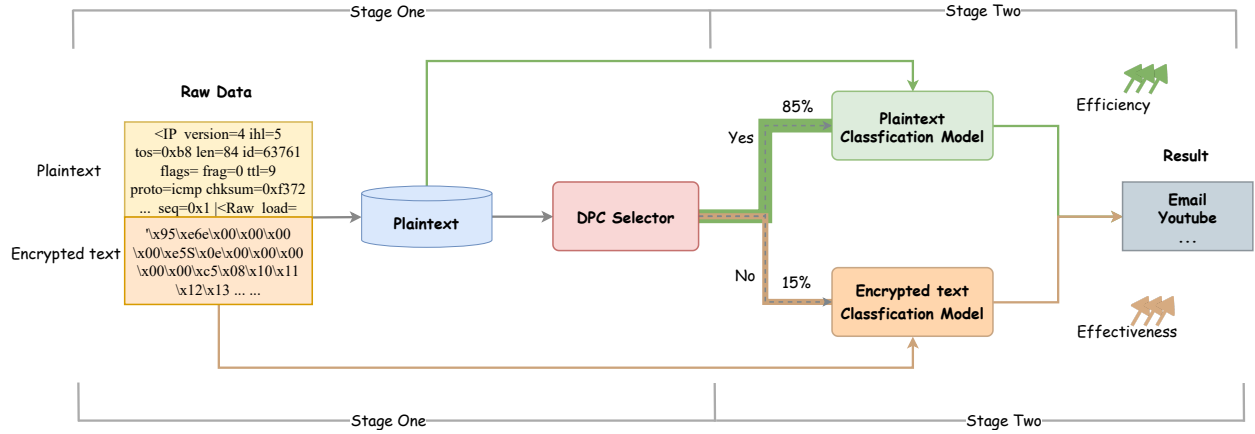 Stage One
Stage Two
Raw Data
Plaintext
<IP version=4 ihl=5
tos=0xb8 len=84 id=63761
flags= frag=0 ttl=9
proto=icmp chksum=0xf372
... seq=0x1 |<Raw load=
Encrypted text
'\x95\xe6e\x00\x00\x00
\x00\xe5S\x0e\x00\x00\x00
\x00\x00\xc5\x08\x10\x11
\x12\x13 ... ...
Plaintext
DPC Selector
Yes
85%
No
15%
Plaintext
Classfication Model
Encrypted text
Classfication Model
Efficiency
Effectiveness
Result
Email
Youtube
...
Stage One
Stage Two